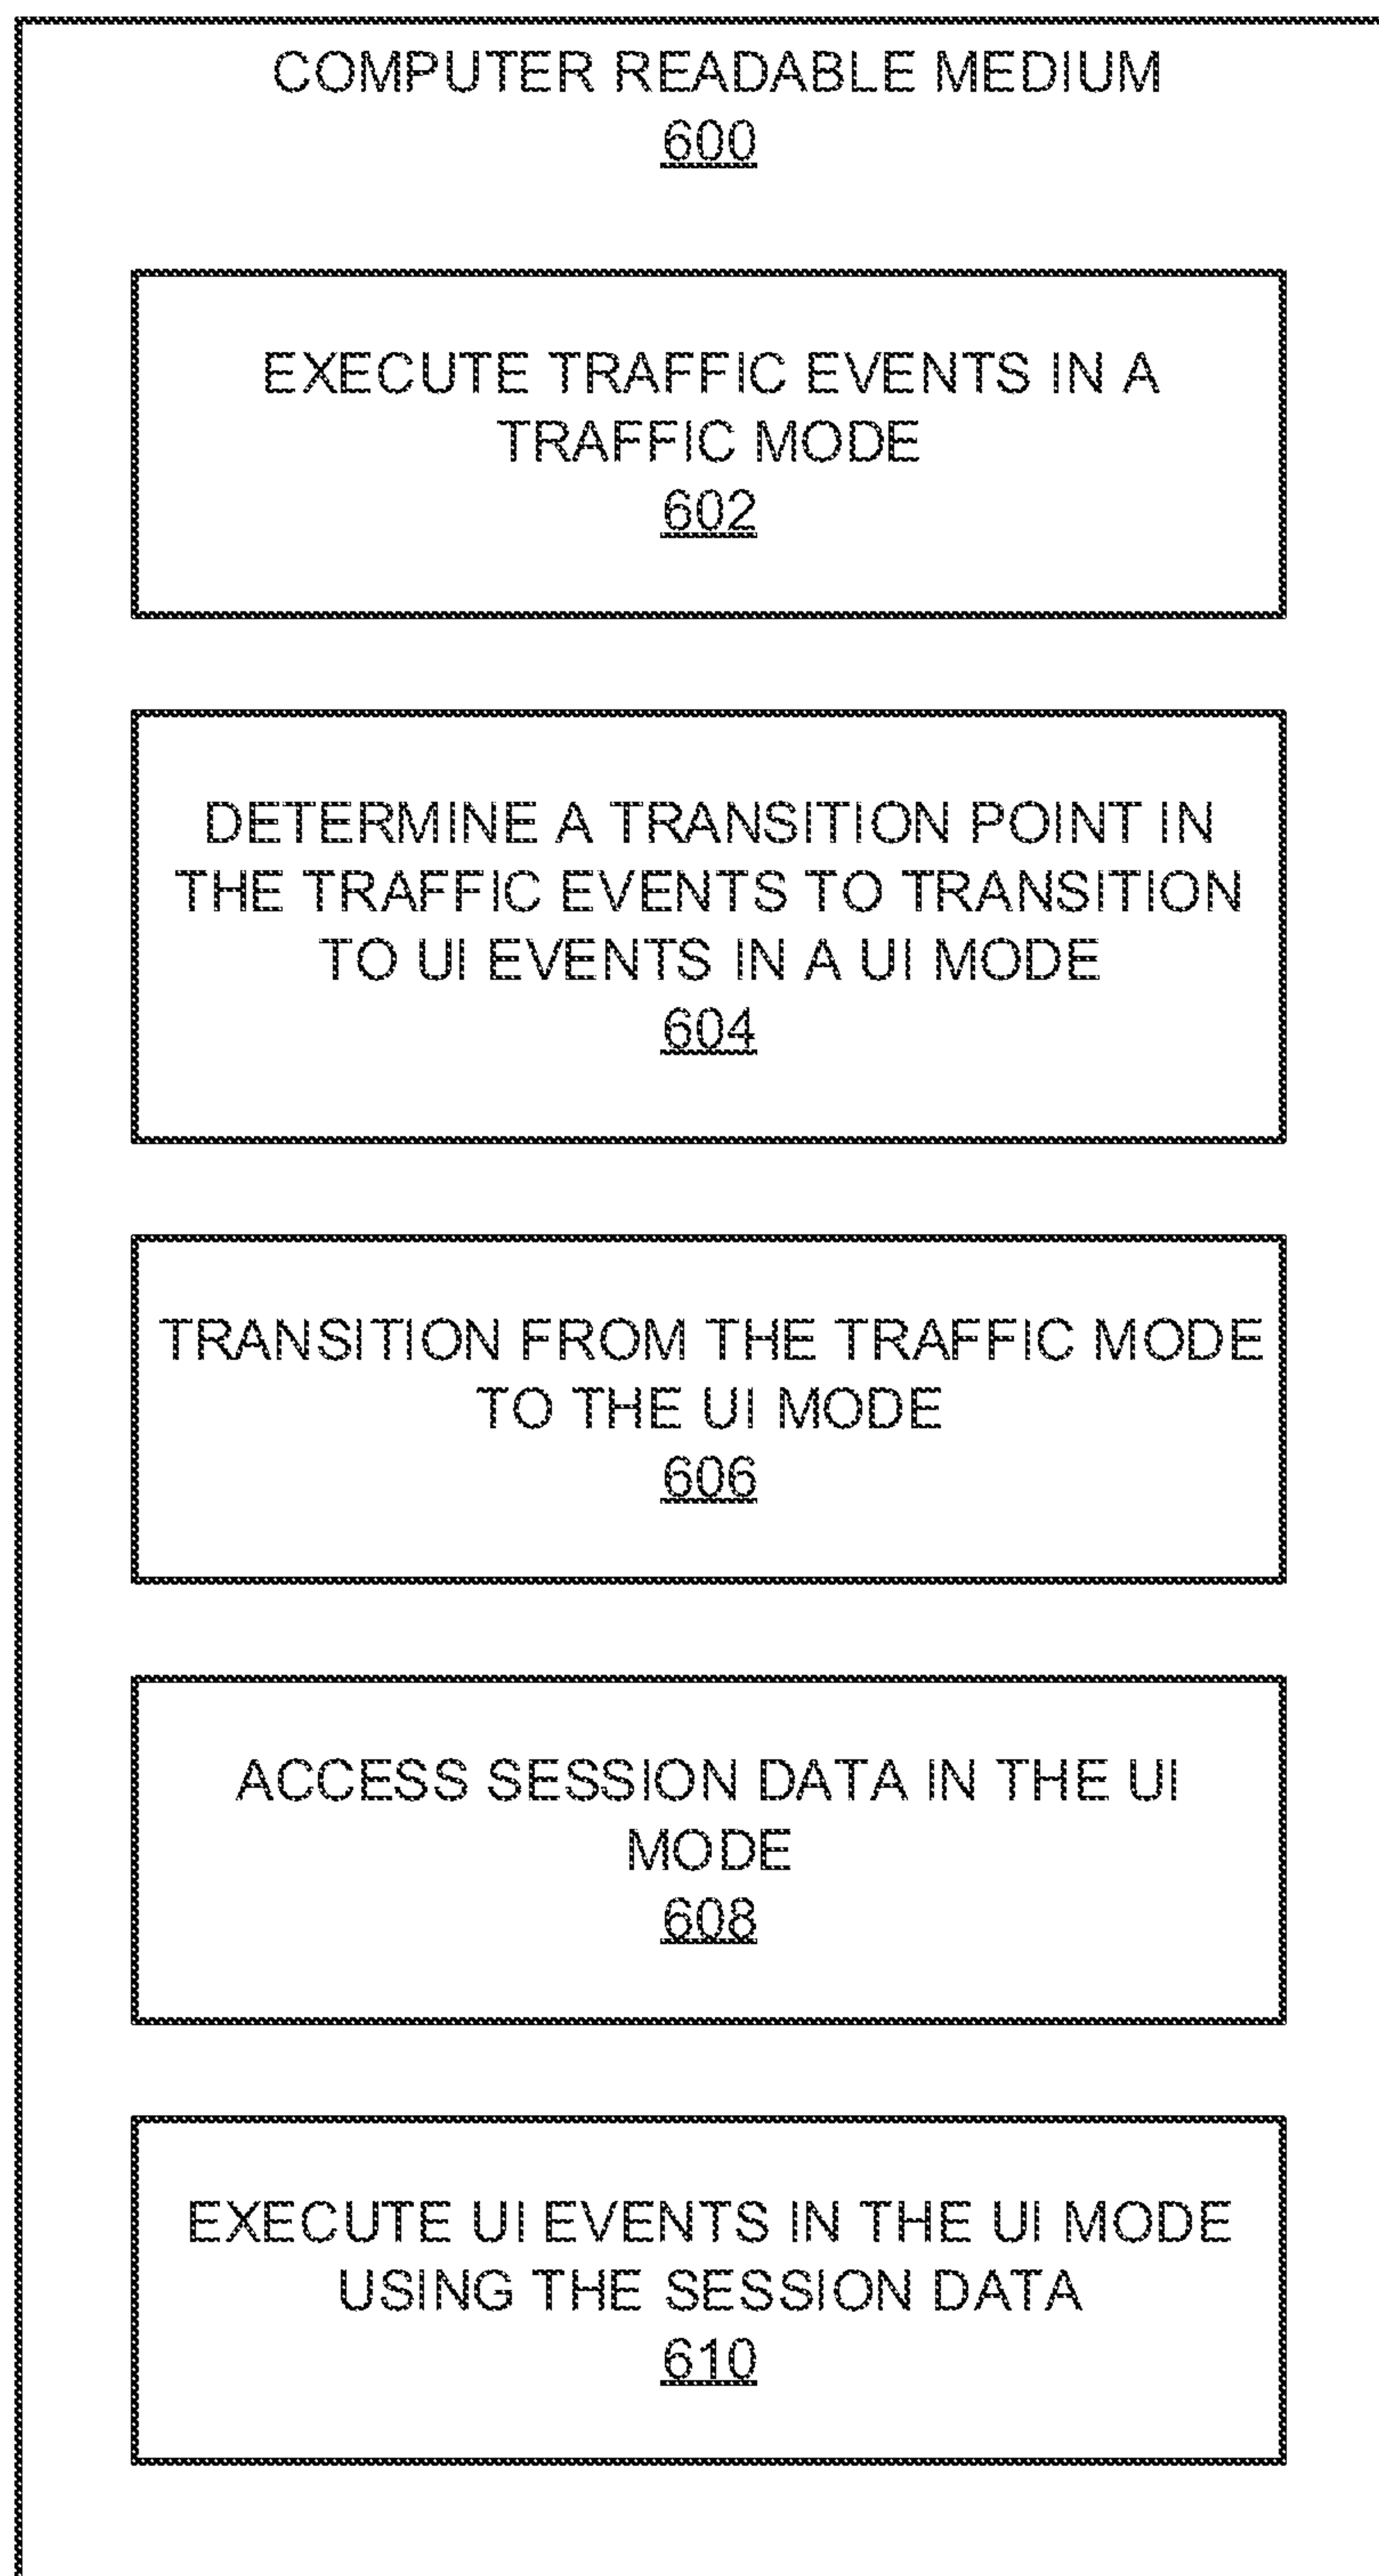 COMPUTER READABLE MEDIUM
600
EXECUTE TRAFFIC EVENTS IN A
TRAFFIC MODE
602
DETERMINE A TRANSITION POINT IN
THE TRAFFIC EVENTS TO TRANSITION
TO UI EVENTS IN A UI MODE
604
TRANSITION FROM THE TRAFFIC MODE
TO THE UI MODE
606
ACCESS SESSION DATA IN THE UI
MODE
608
EXECUTE UI EVENTS IN THE UI MODE
USING THE SESSION DATA
610